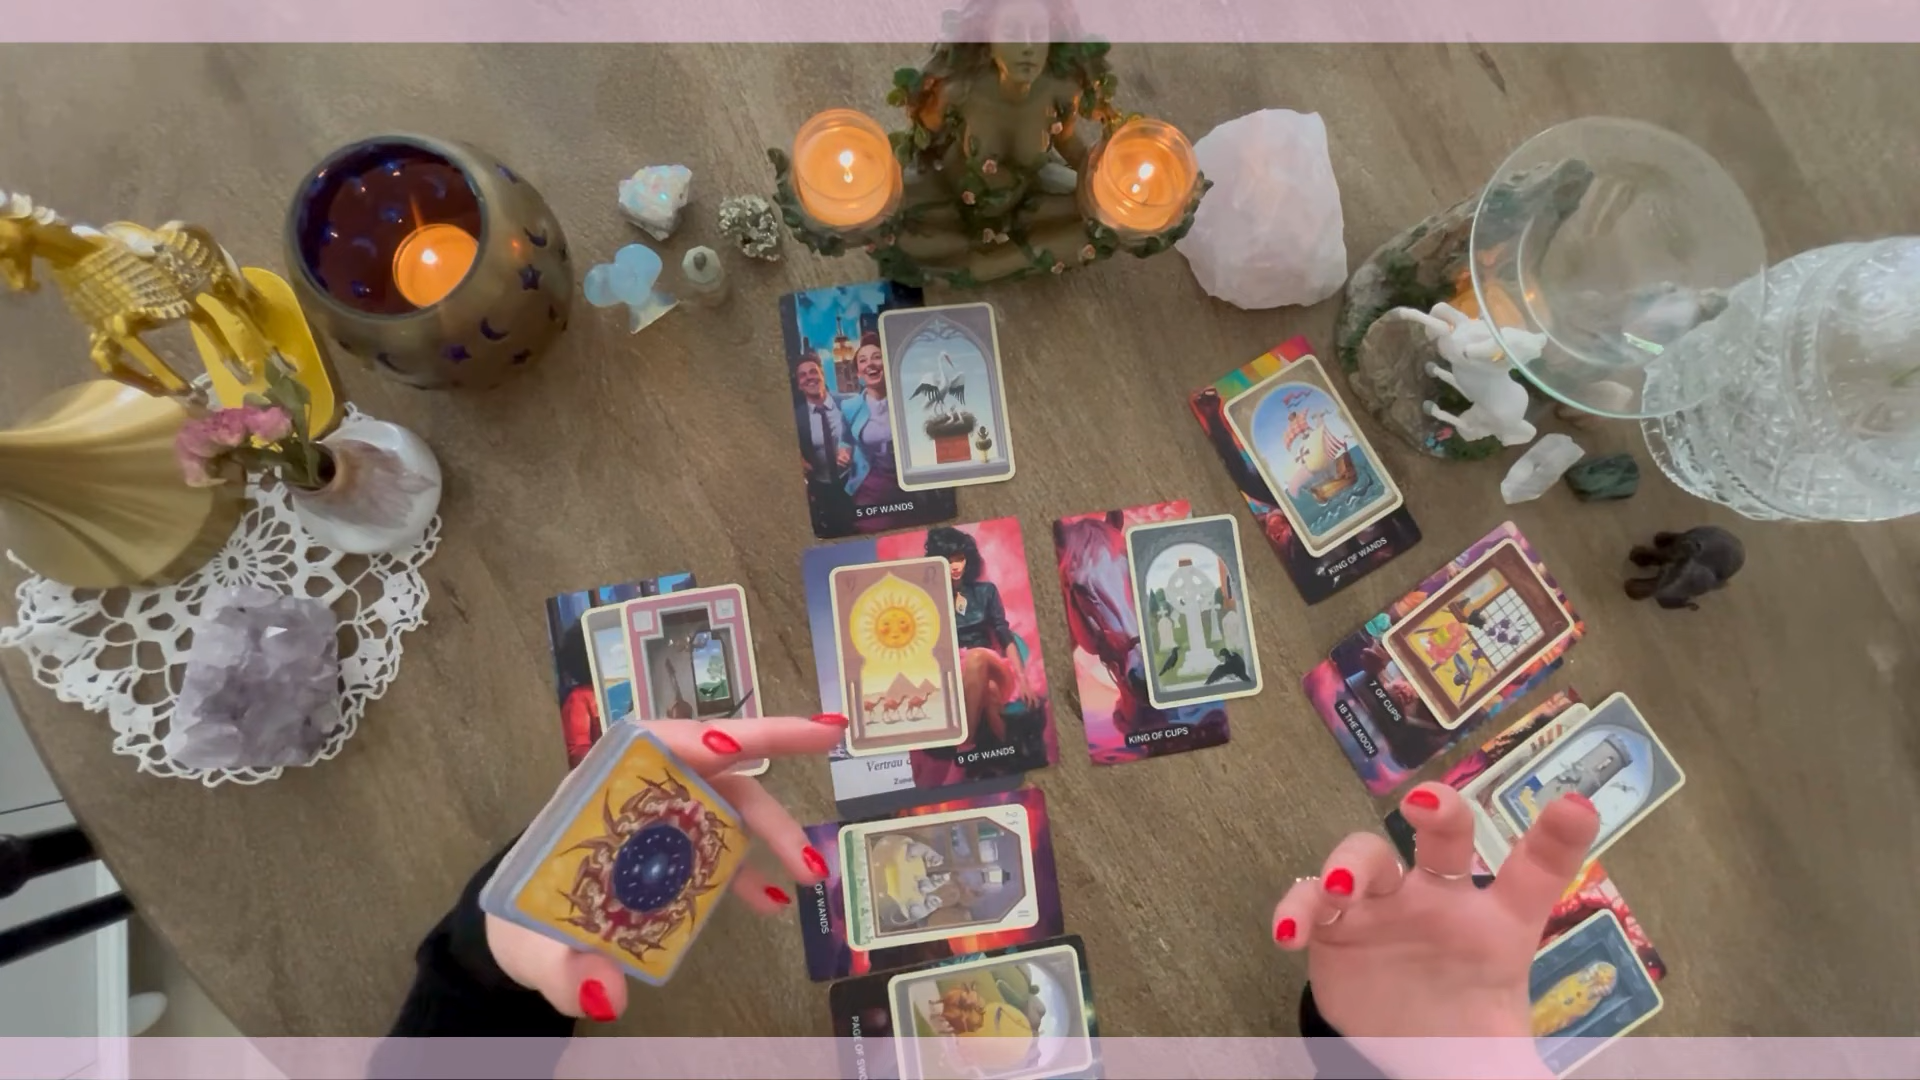 5 OF WANDS
KING OF WANDS
7 OF CUPS
18 THE MOON
KING OF CUPS
9 OF WANDS
Vertrau
OF WANDS
PAGE OF